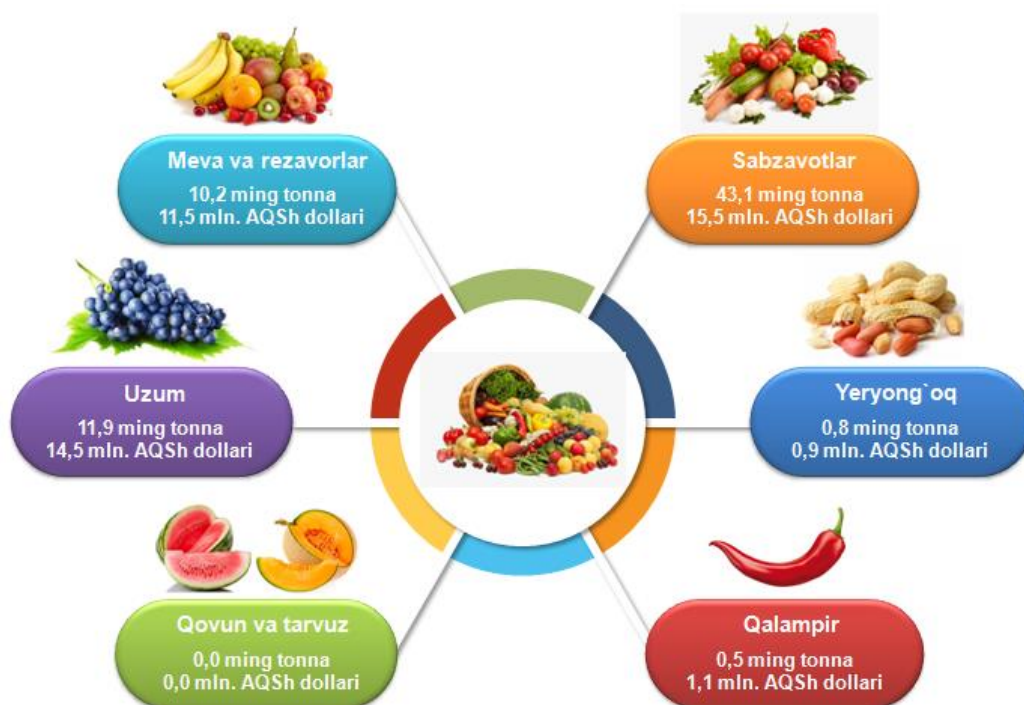 Meva va rezavorlar
10,2 ming tonna
11,5 mln. AQSh dollari
Sabzavotlar
43,1 ming tonna
15,5 mln. AQSh dollari
Uzum
11,9 ming tonna
14,5 mln. AQSh dollari
Yeryong`oq
0,8 ming tonna
0,9 mln. AQSh dollari
Qovun va tarvuz
0,0 ming tonna
0,0 mln. AQSh dollari
Qalampir
0,5 ming tonna
1,1 mln. AQSh dollari